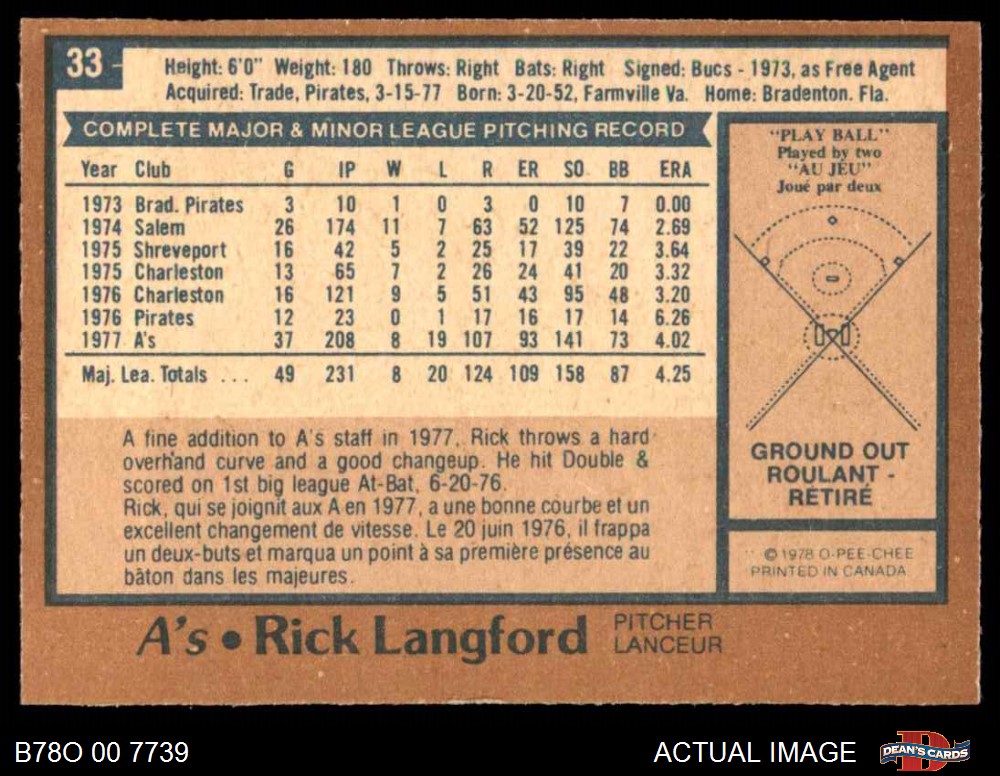 33
Height: 6'0" Weight: 180 Throws: Right Bats: Right Signed: Bucs - 1973, as Free Agent
Acquired: Trade, Pirates, 3-15-77 Born: 3-20-52, Farmville Va. Home: Bradenton. Fla.
COMPLETE MAJOR & MINOR LEAGUE PITCHING RECORD
Year Club G IP W L R ER SO BB ERA
1973 Brad. Pirates 3 10 1 0 3 0 10 7 0.00
1974 Salem 26 174 11 7 63 52 125 74 2.69
1975 Shreveport 16 42 5 2 25 17 39 22 3.64
1975 Charleston 13 65 7 2 26 24 41 20 3.32
1976 Charleston 16 121 9 5 51 43 95 48 3.20
1976 Pirates 12 23 0 1 17 16 17 14 6.26
1977 A's 37 208 8 19 107 93 141 73 4.02
Maj. Lea. Totals ... 49 231 8 20 124 109 158 87 4.25
A fine addition to A's staff in 1977, Rick throws a hard
overhand curve and a good changeup. He hit Double &
scored on 1st big league At-Bat, 6-20-76.
Rick, qui se joignit aux A en 1977, a une bonne courbe et un
excellent changement de vitesse. Le 20 juin 1976, il frappa
un deux-buts et marqua un point à sa première présence au
bâton dans les majeures.
"PLAY BALL"
Played by two
"AU JEU"
Joué par deux
GROUND OUT
ROULANT -
RETIRÉ
© 1978 O-PEE-CHEE
PRINTED IN CANADA
A's • Rick Langford
PITCHER
LANCEUR
B78O 00 7739
ACTUAL IMAGE
DEAN'S CARDS